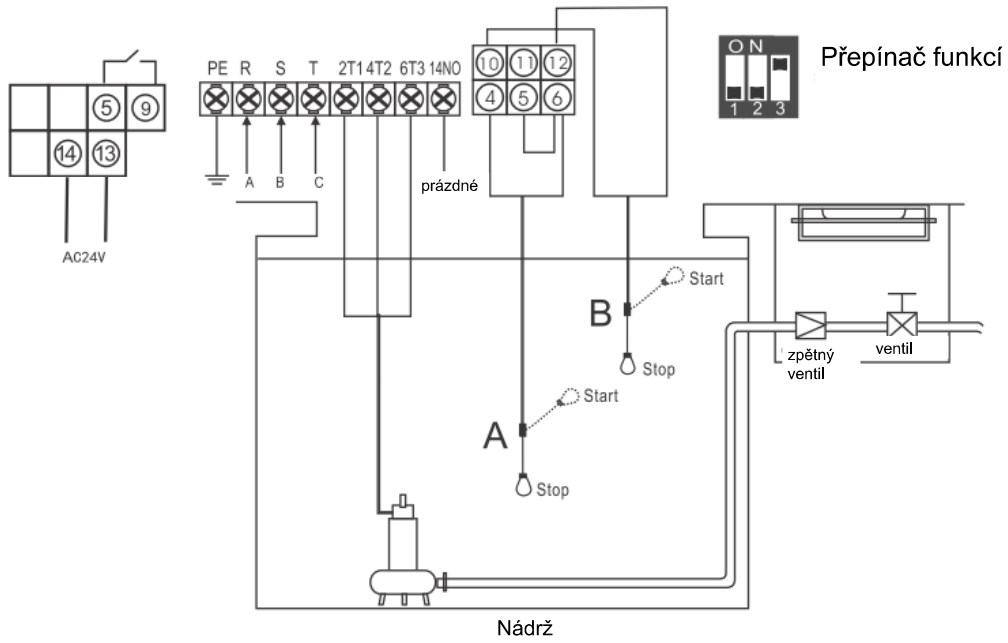 5 9
14 13
AC24V
PE R S T 2T1 4T2 6T3 14NO
A B C
prázdné
10 11 12
4 5 6
ON
1 2 3
Přepínač funkcí
B
Start
Stop
A
Start
Stop
zpětný
ventil
ventil
Nádrž